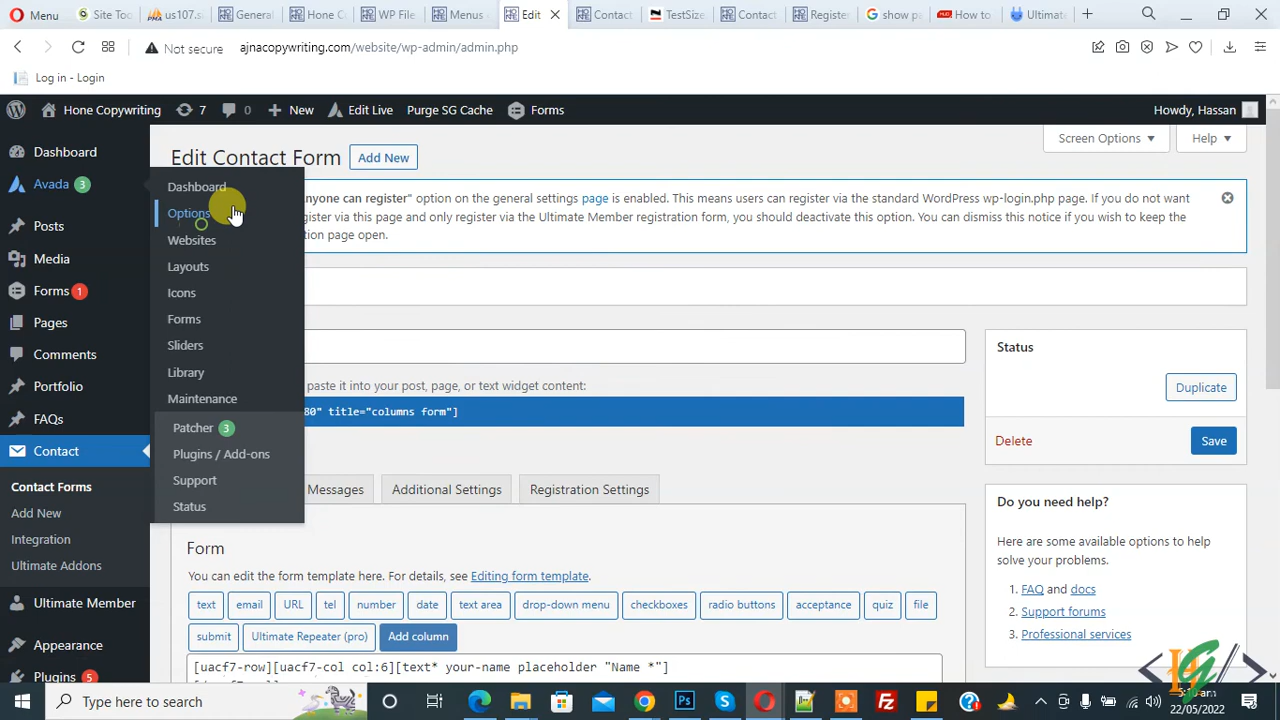 Menu
Site Too
us107.s
General
Hone C
WP File
Menus
Edit
Contact
TestSize
Contact
Register
show p
How to
Ultimat
Not secure
ajnacopywriting.com/website/wp-admin/admin.php
Log in - Login
Hone Copywriting
7
0
New
Edit Live
Purge SG Cache
Forms
Howdy, Hassan
Dashboard
Avada 3
Posts
Media
Forms 1
Pages
Comments
Portfolio
FAQs
Contact
Contact Forms
Add New
Integration
Ultimate Addons
Ultimate Member
Appearance
Plugins 5
Dashboard
Options
Websites
Layouts
Icons
Forms
Sliders
Library
Maintenance
Patcher 3
Plugins / Add-ons
Support
Status
Edit Contact Form
Add New
Screen Options
Help
nyone can register" option on the general settings page is enabled. This means users can register via the standard WordPress wp-login.php page. If you do not want
gister via this page and only register via the Ultimate Member registration form, you should deactivate this option. You can dismiss this notice if you wish to keep the
tion page open.
paste it into your post, page, or text widget content:
80" title="columns form"]
Messages
Additional Settings
Registration Settings
Form
You can edit the form template here. For details, see Editing form template.
text
email
URL
tel
number
date
text area
drop-down menu
checkboxes
radio buttons
acceptance
quiz
file
submit
Ultimate Repeater (pro)
Add column
[uacf7-row][uacf7-col col:6][text* your-name placeholder "Name *"]
Status
Duplicate
Delete
Save
Do you need help?
Here are some available options to help
solve your problems.
1. FAQ and docs
2. Support forums
3. Professional services
Type here to search
22/05/2022